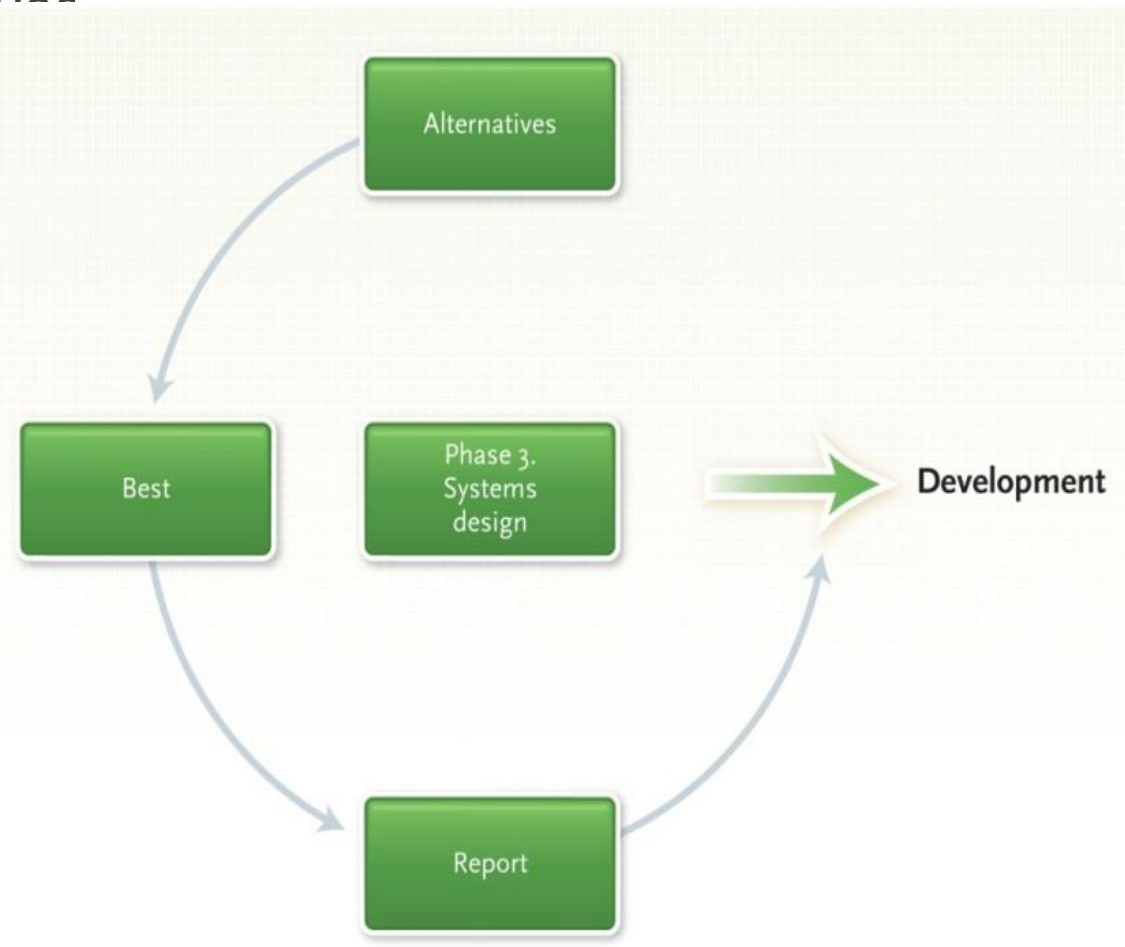 Alternatives
Best
Phase 3.
Systems
design
Development
Report